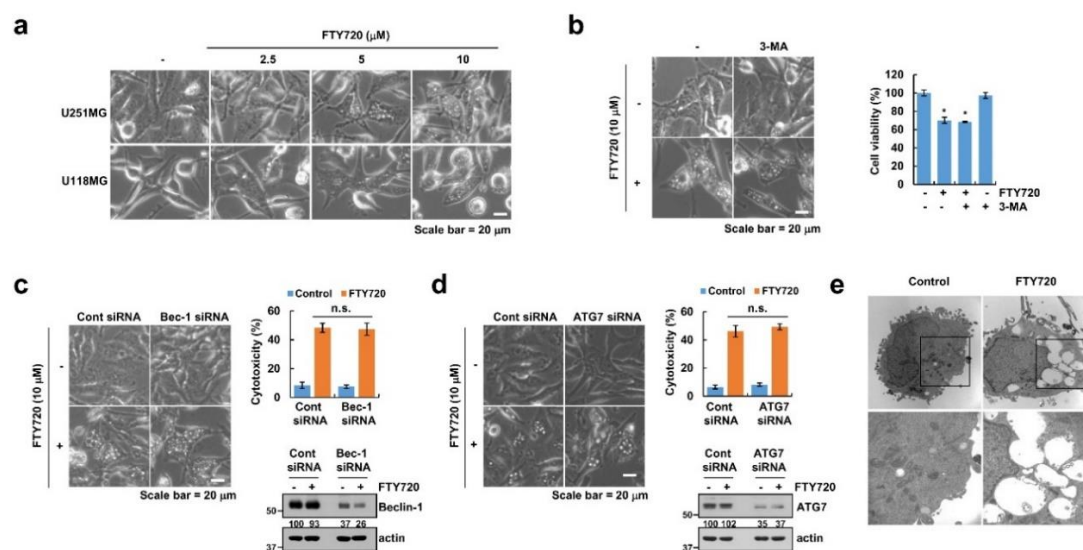 a
FTY720 (μM)
- 2.5 5 10
U251MG
U118MG
Scale bar = 20 μm
b
- 3-MA
FTY720 (10 μM)
-
+
Scale bar = 20 μm
Cell viability (%)
120
100
80
60
40
20
0
* *
- + + - FTY720
- - + + 3-MA
c
Cont siRNA Bec-1 siRNA
FTY720 (10 μM)
-
+
Scale bar = 20 μm
Control FTY720
n.s.
Cytotoxicity (%)
60
40
20
0
Cont siRNA
Bec-1 siRNA
Cont siRNA
Bec-1 siRNA
- + - + FTY720
50
Beclin-1
100 93 37 26
actin
37
d
Cont siRNA ATG7 siRNA
FTY720 (10 μM)
-
+
Scale bar = 20 μm
Control FTY720
n.s.
Cytotoxicity (%)
60
40
20
0
Cont siRNA
ATG7 siRNA
Cont siRNA
ATG7 siRNA
- + - + FTY720
50
ATG7
100 102 35 37
actin
37
e
Control FTY720